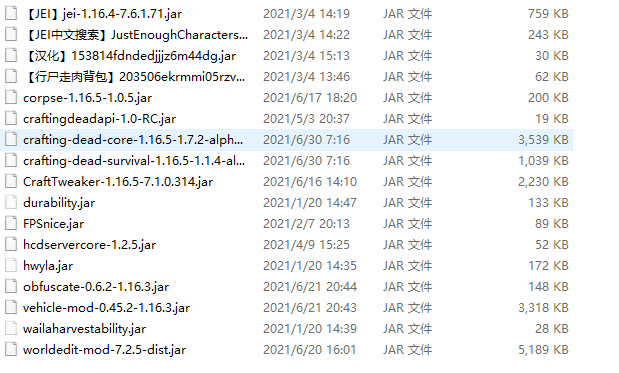 【JEI】jei-1.16.4-7.6.1.71.jar 2021/3/4 14:19 JAR 文件 759 KB
【JEI中文搜索】JustEnoughCharacters... 2021/3/4 14:22 JAR 文件 243 KB
【汉化】153814fdndedjjjz6m44dg.jar 2021/3/4 15:13 JAR 文件 30 KB
【行尸走肉背包】203506ekrmmi05rzv... 2021/3/4 13:46 JAR 文件 62 KB
corpse-1.16.5-1.0.5.jar 2021/6/17 18:20 JAR 文件 200 KB
craftingdeadapi-1.0-RC.jar 2021/5/3 20:37 JAR 文件 19 KB
crafting-dead-core-1.16.5-1.7.2-alph... 2021/6/30 7:16 JAR 文件 3,539 KB
crafting-dead-survival-1.16.5-1.1.4-al... 2021/6/30 7:16 JAR 文件 1,039 KB
CraftTweaker-1.16.5-7.1.0.314.jar 2021/6/16 14:10 JAR 文件 2,230 KB
durability.jar 2021/1/20 14:47 JAR 文件 133 KB
FPSnice.jar 2021/2/7 20:13 JAR 文件 89 KB
hcdservercore-1.2.5.jar 2021/4/9 15:25 JAR 文件 52 KB
hwyla.jar 2021/1/20 14:35 JAR 文件 172 KB
obfuscate-0.6.2-1.16.3.jar 2021/6/21 20:44 JAR 文件 148 KB
vehicle-mod-0.45.2-1.16.3.jar 2021/6/21 20:43 JAR 文件 3,318 KB
wailaharvestability.jar 2021/1/20 14:39 JAR 文件 28 KB
worldedit-mod-7.2.5-dist.jar 2021/6/20 16:01 JAR 文件 5,189 KB